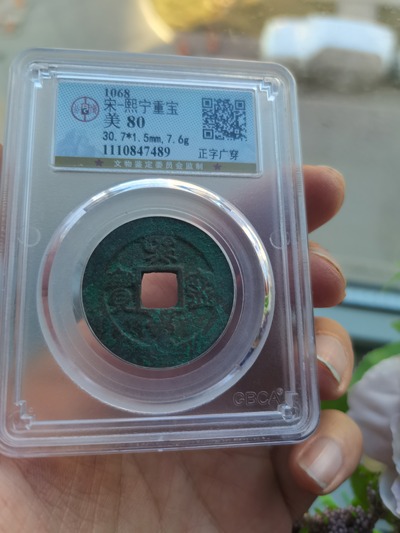 1068
宋-熙宁重宝
美 80
30.7*1.5mm,7.6g
1110847489
正字广穿
文物鉴定委员会监制
GBCA